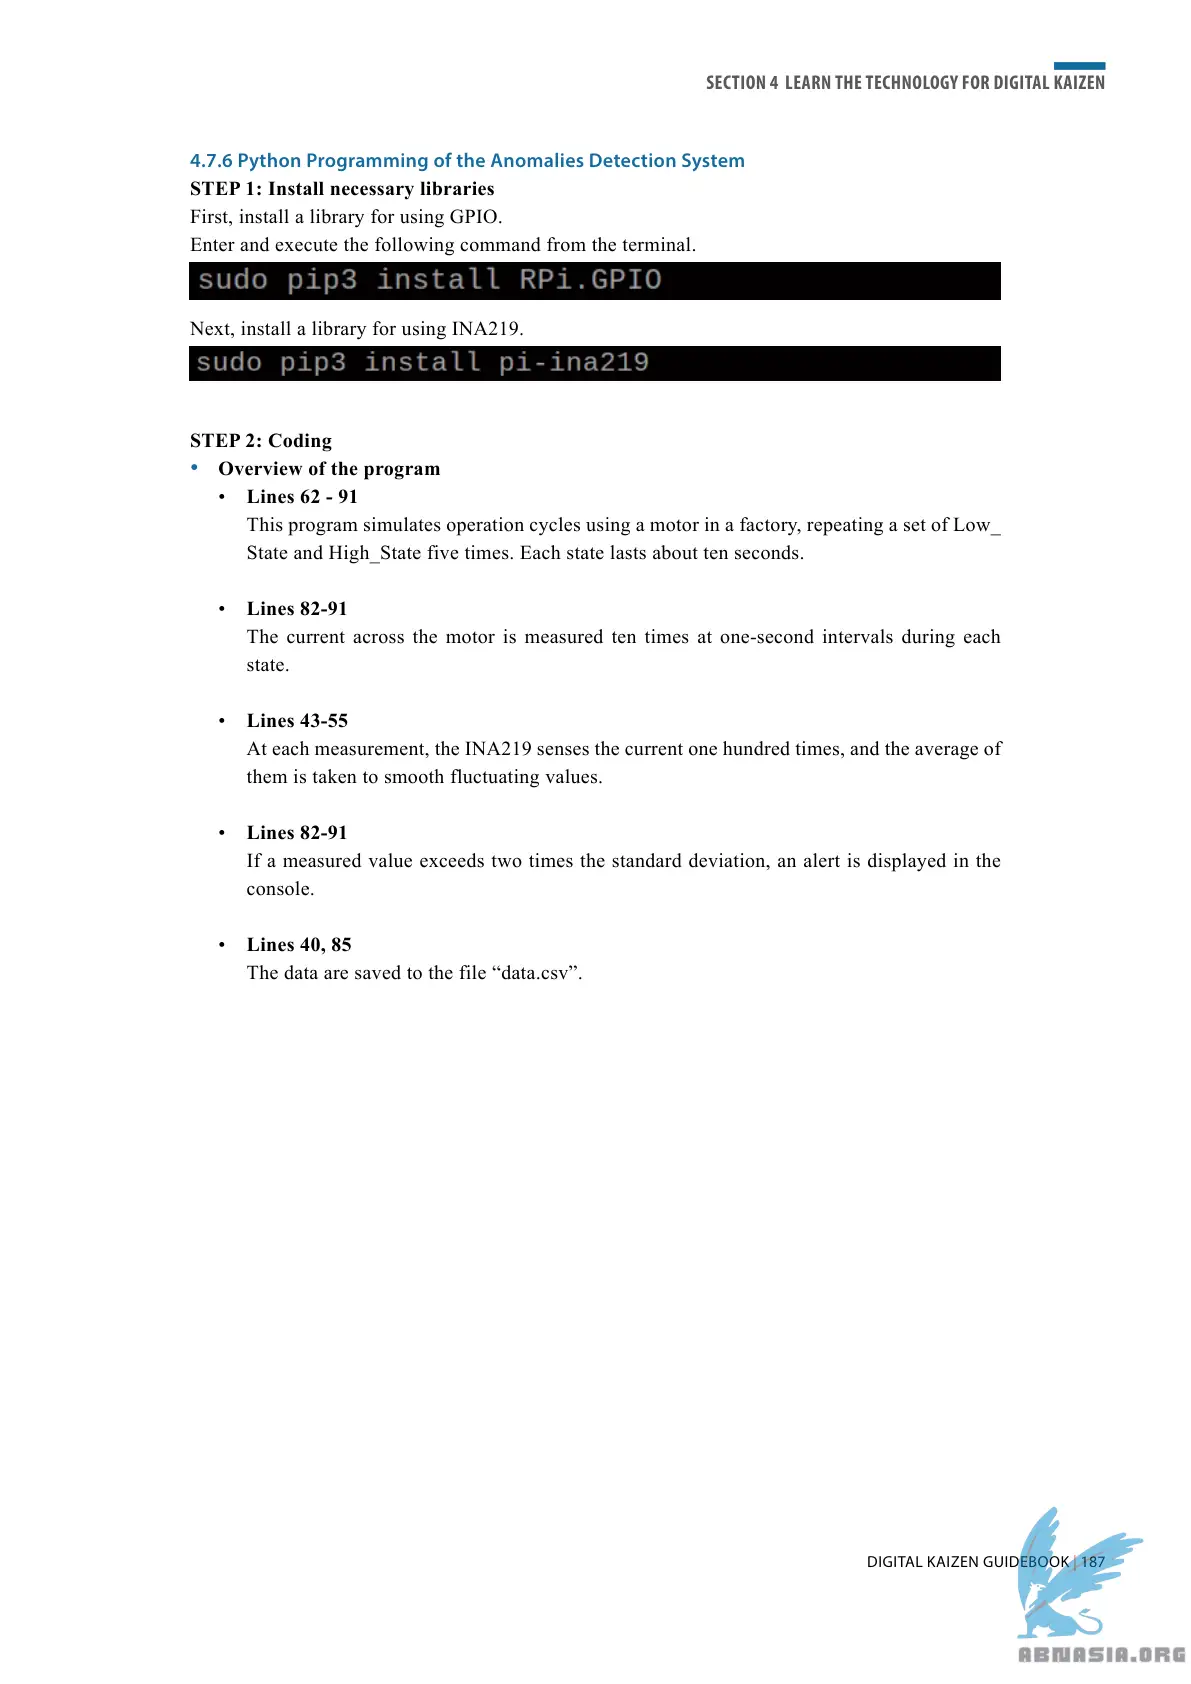 SECTION 4 LEARN THE TECHNOLOGY FOR DIGITAL KAIZEN
4.7.6 Python Programming of the Anomalies Detection System
STEP 1: Install necessary libraries
First, install a library for using GPIO.
Enter and execute the following command from the terminal.
sudo pip3 install RPi.GPIO
Next, install a library for using INA219.
sudo pip3 install pi-ina219
STEP 2: Coding
• Overview of the program
• Lines 62 - 91
This program simulates operation cycles using a motor in a factory, repeating a set of Low_
State and High_State five times. Each state lasts about ten seconds.
• Lines 82-91
The current across the motor is measured ten times at one-second intervals during each
state.
• Lines 43-55
At each measurement, the INA219 senses the current one hundred times, and the average of
them is taken to smooth fluctuating values.
• Lines 82-91
If a measured value exceeds two times the standard deviation, an alert is displayed in the
console.
• Lines 40, 85
The data are saved to the file “data.csv”.
DIGITAL KAIZEN GUIDEBOOK | 187
ABNASIA.ORG